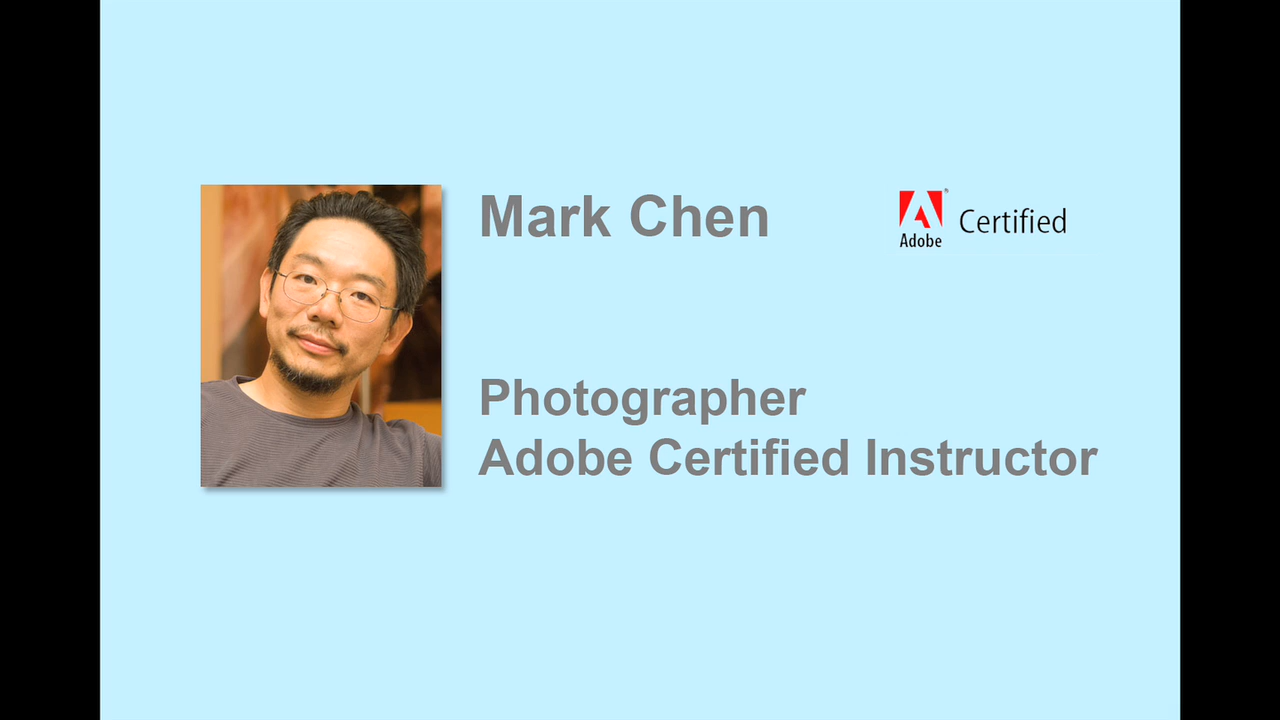 Mark Chen
Adobe
Certified
Photographer
Adobe Certified Instructor